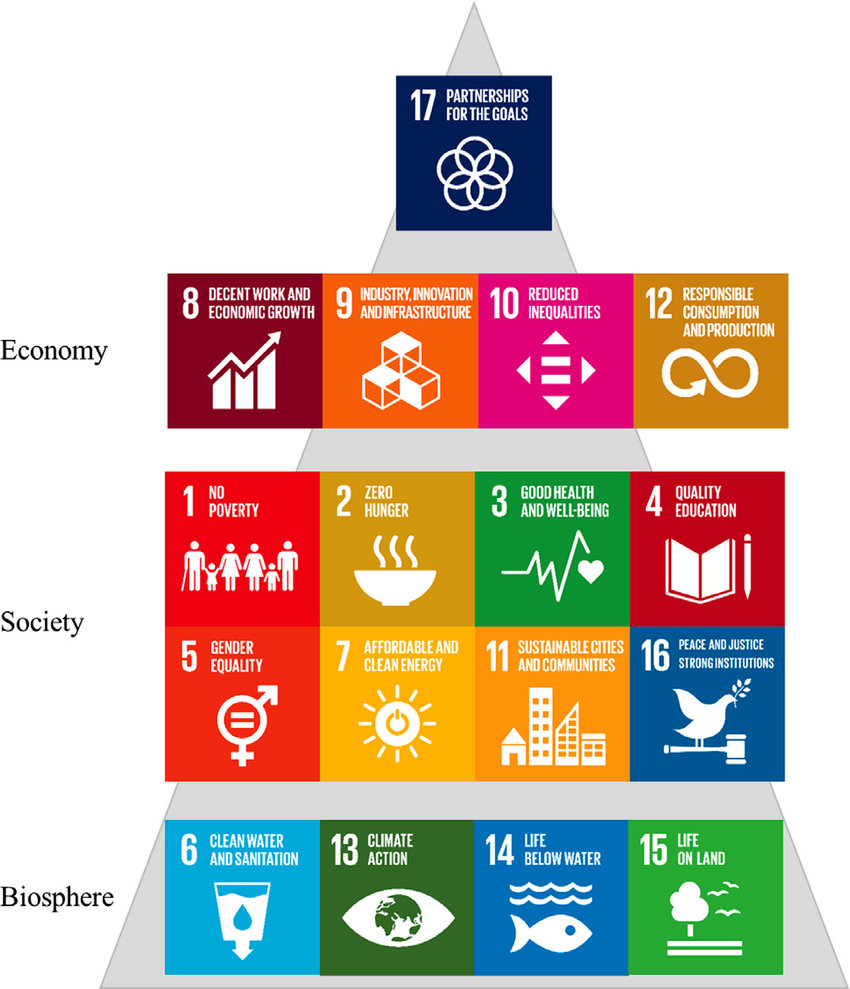 17 PARTNERSHIPS
FOR THE GOALS
Economy
8 DECENT WORK AND
ECONOMIC GROWTH
9 INDUSTRY, INNOVATION
AND INFRASTRUCTURE
10 REDUCED
INEQUALITIES
12 RESPONSIBLE
CONSUMPTION
AND PRODUCTION
Society
1 NO
POVERTY
2 ZERO
HUNGER
3 GOOD HEALTH
AND WELL-BEING
4 QUALITY
EDUCATION
5 GENDER
EQUALITY
7 AFFORDABLE AND
CLEAN ENERGY
11 SUSTAINABLE CITIES
AND COMMUNITIES
16 PEACE AND JUSTICE
STRONG INSTITUTIONS
Biosphere
6 CLEAN WATER
AND SANITATION
13 CLIMATE
ACTION
14 LIFE
BELOW WATER
15 LIFE
ON LAND